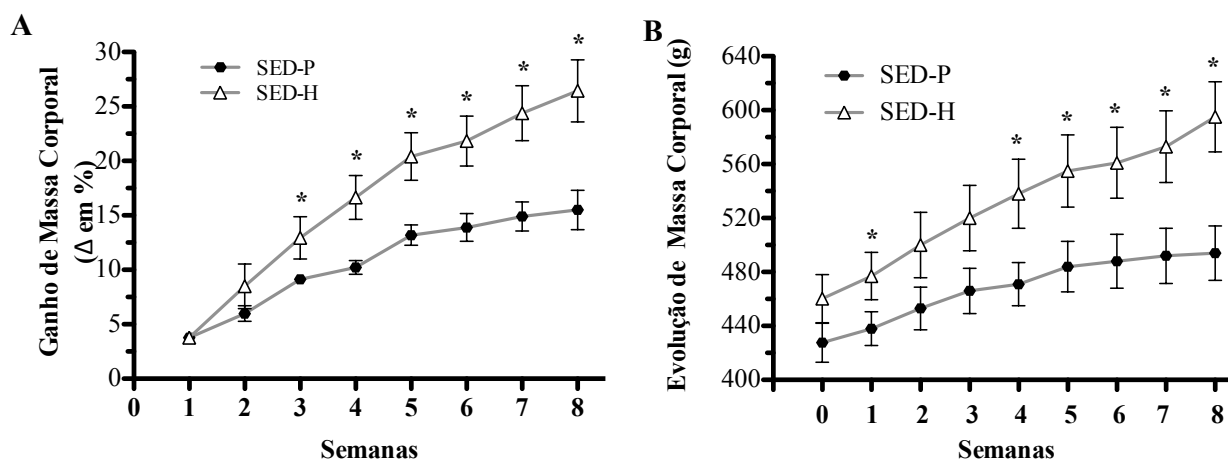 A
Ganho de Massa Corporal
(Δ em %)
30
25
20
15
10
5
0
SED-P
SED-H
* * * * * *
0 1 2 3 4 5 6 7 8
Semanas
B
Evolução de Massa Corporal (g)
640
600
560
520
480
440
400
SED-P
SED-H
* * * * * *
0 1 2 3 4 5 6 7 8
Semanas